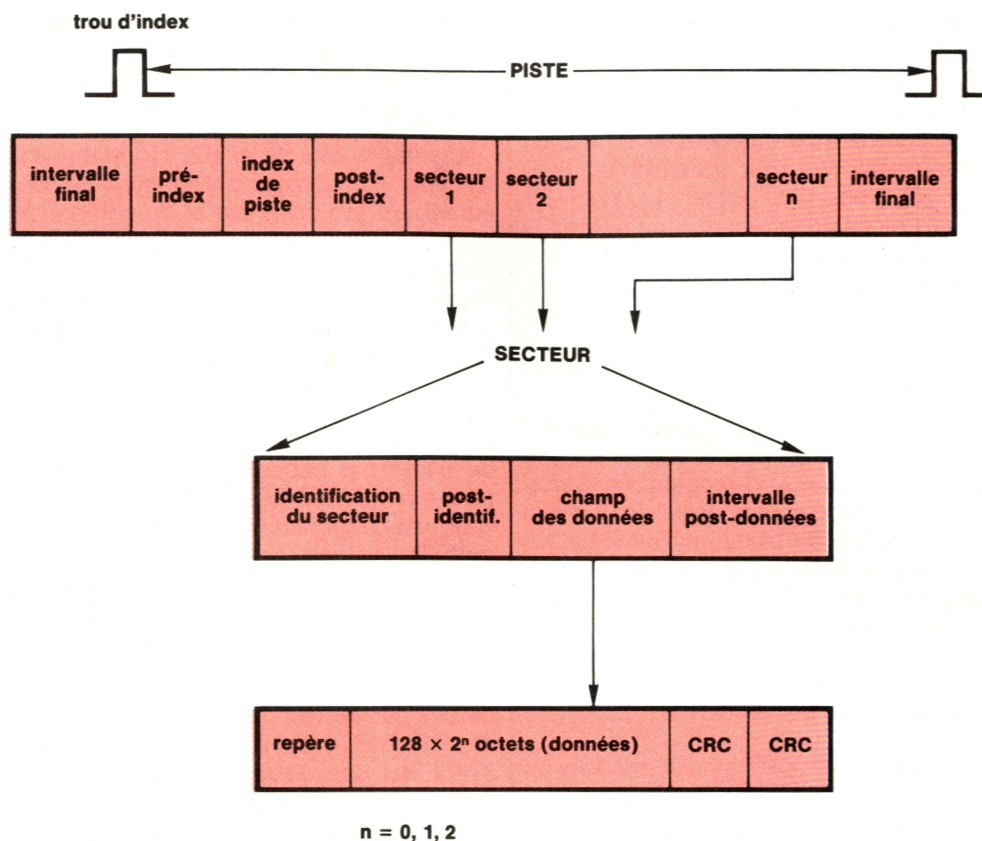 trou d'index
PISTE
intervalle
final
pré-
index
index
de
piste
post-
index
secteur
1
secteur
2
secteur
n
intervalle
final
SECTEUR
identification
du secteur
post-
identif.
champ
des données
intervalle
post-données
repère
128 × 2ⁿ octets (données)
CRC
CRC
n = 0, 1, 2